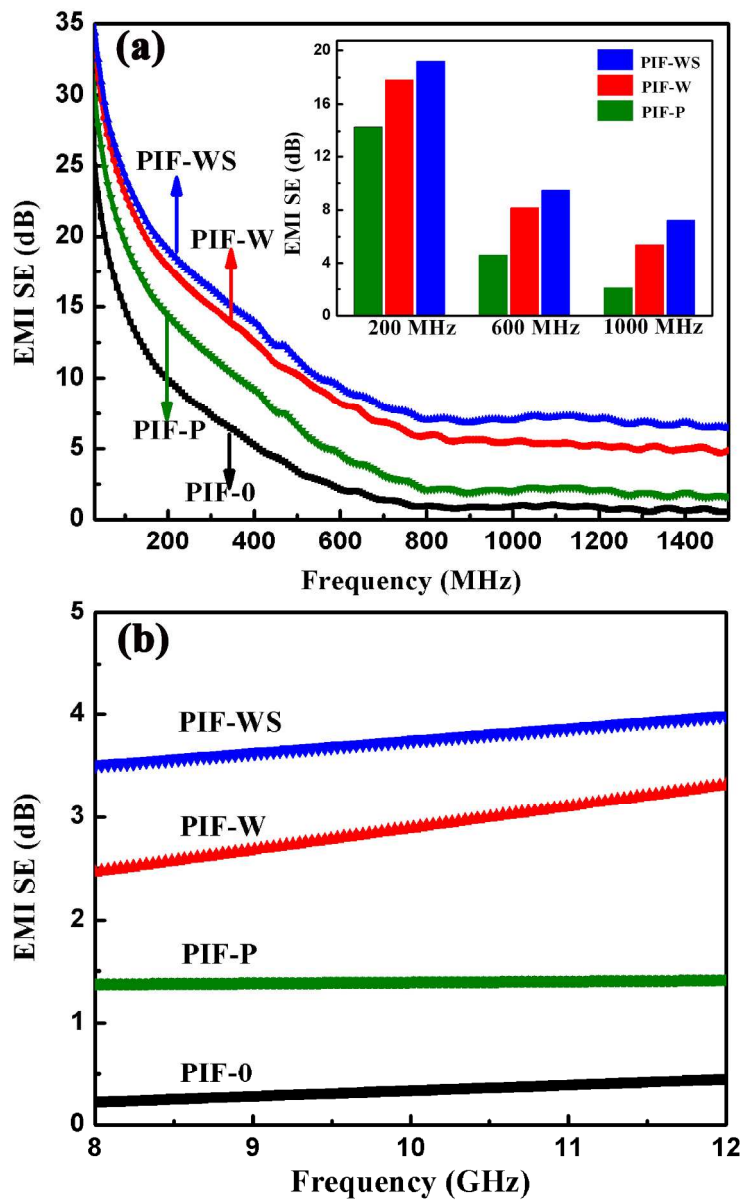 (a)
35
30
25
20
15
10
5
0
EMI SE (dB)
PIF-WS
PIF-W
PIF-P
PIF-0
200 400 600 800 1000 1200 1400
Frequency (MHz)
20
16
12
8
4
0
EMI SE (dB)
PIF-WS
PIF-W
PIF-P
200 MHz 600 MHz 1000 MHz
(b)
5
4
3
2
1
0
EMI SE (dB)
PIF-WS
PIF-W
PIF-P
PIF-0
8 9 10 11 12
Frequency (GHz)